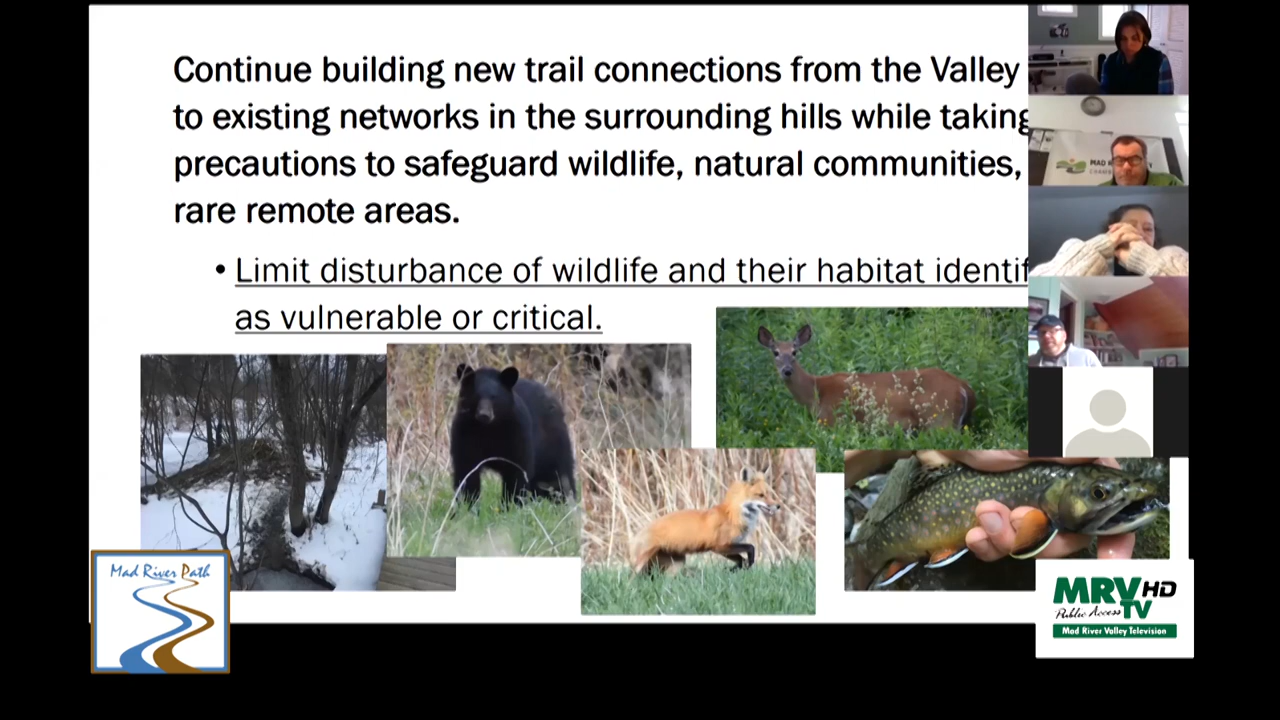 Continue building new trail connections from the Valley
to existing networks in the surrounding hills while taking
precautions to safeguard wildlife, natural communities,
rare remote areas.
• Limit disturbance of wildlife and their habitat
as vulnerable or critical.
MAD
CHAM
Mad River Path
MRV HD
Public Access TV
Mad River Valley Television